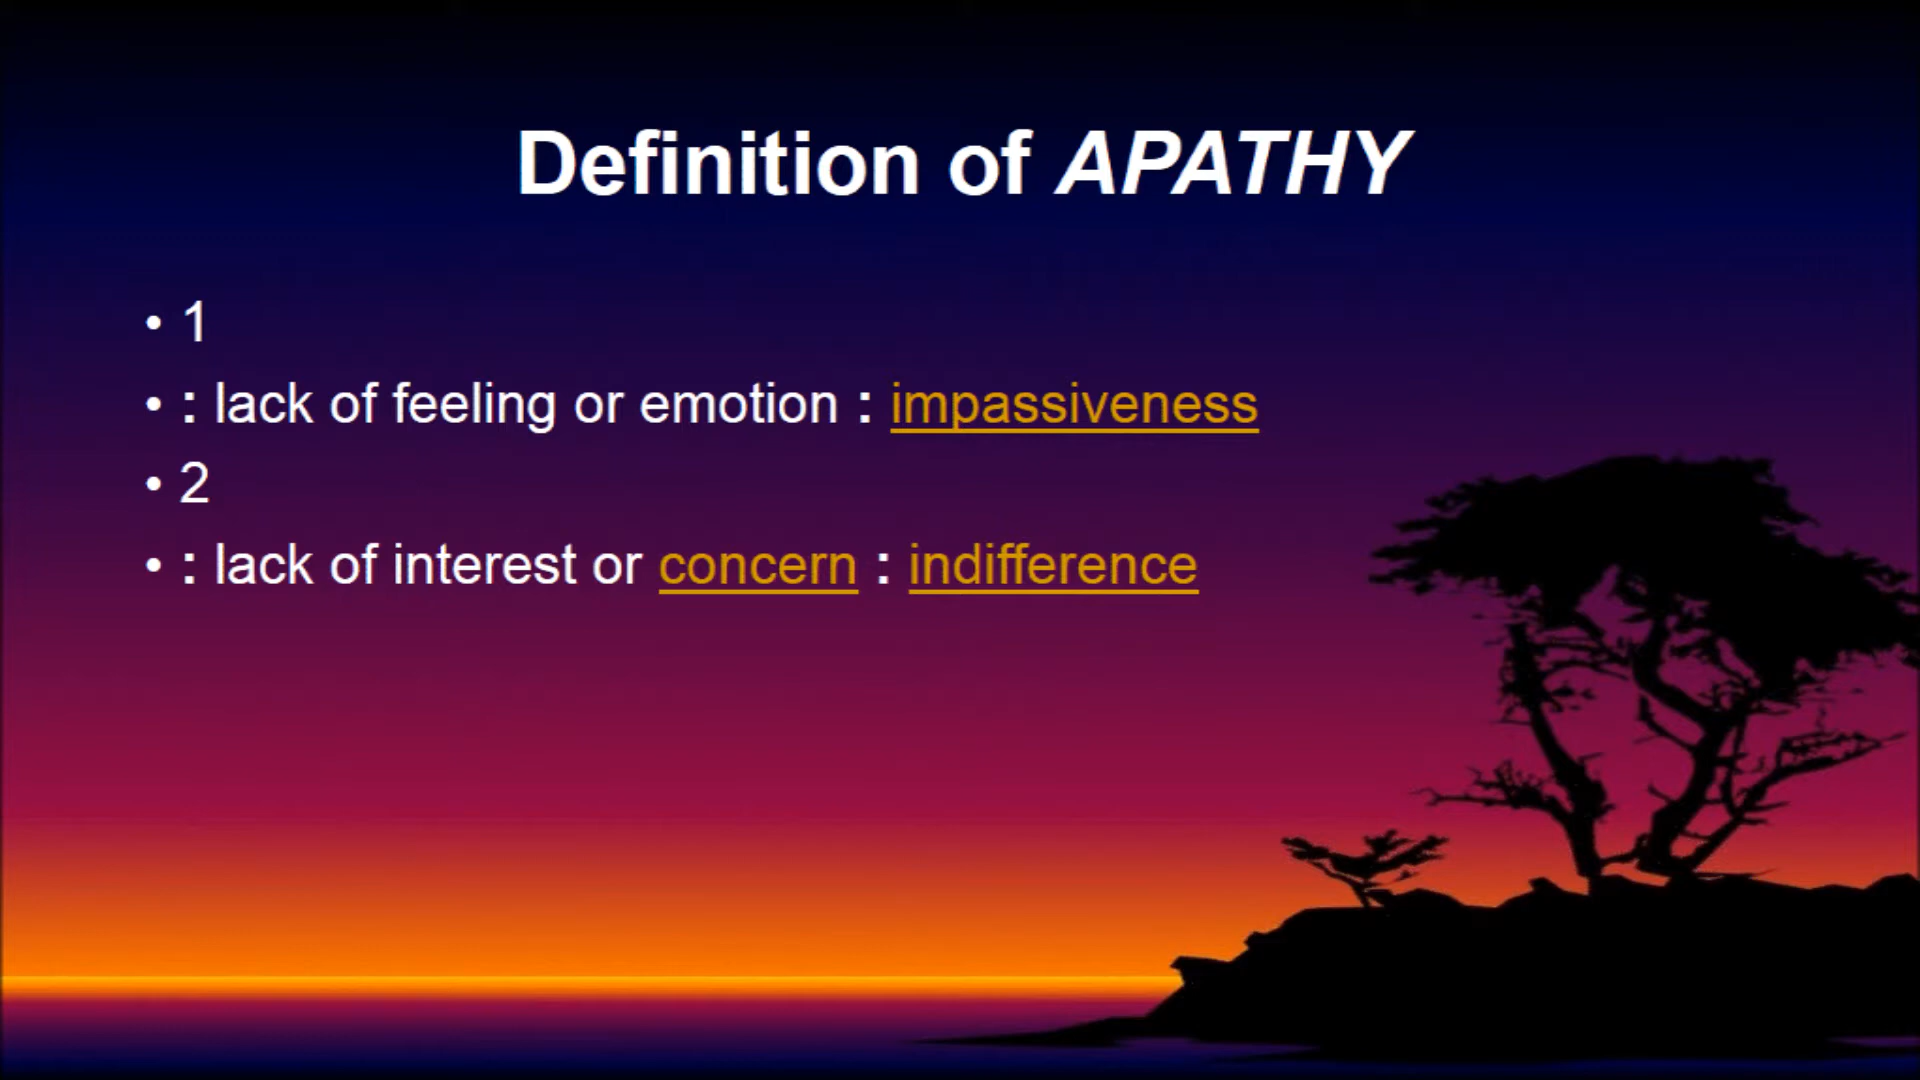 Definition of APATHY
• 1
• : lack of feeling or emotion : impassiveness
• 2
• : lack of interest or concern : indifference